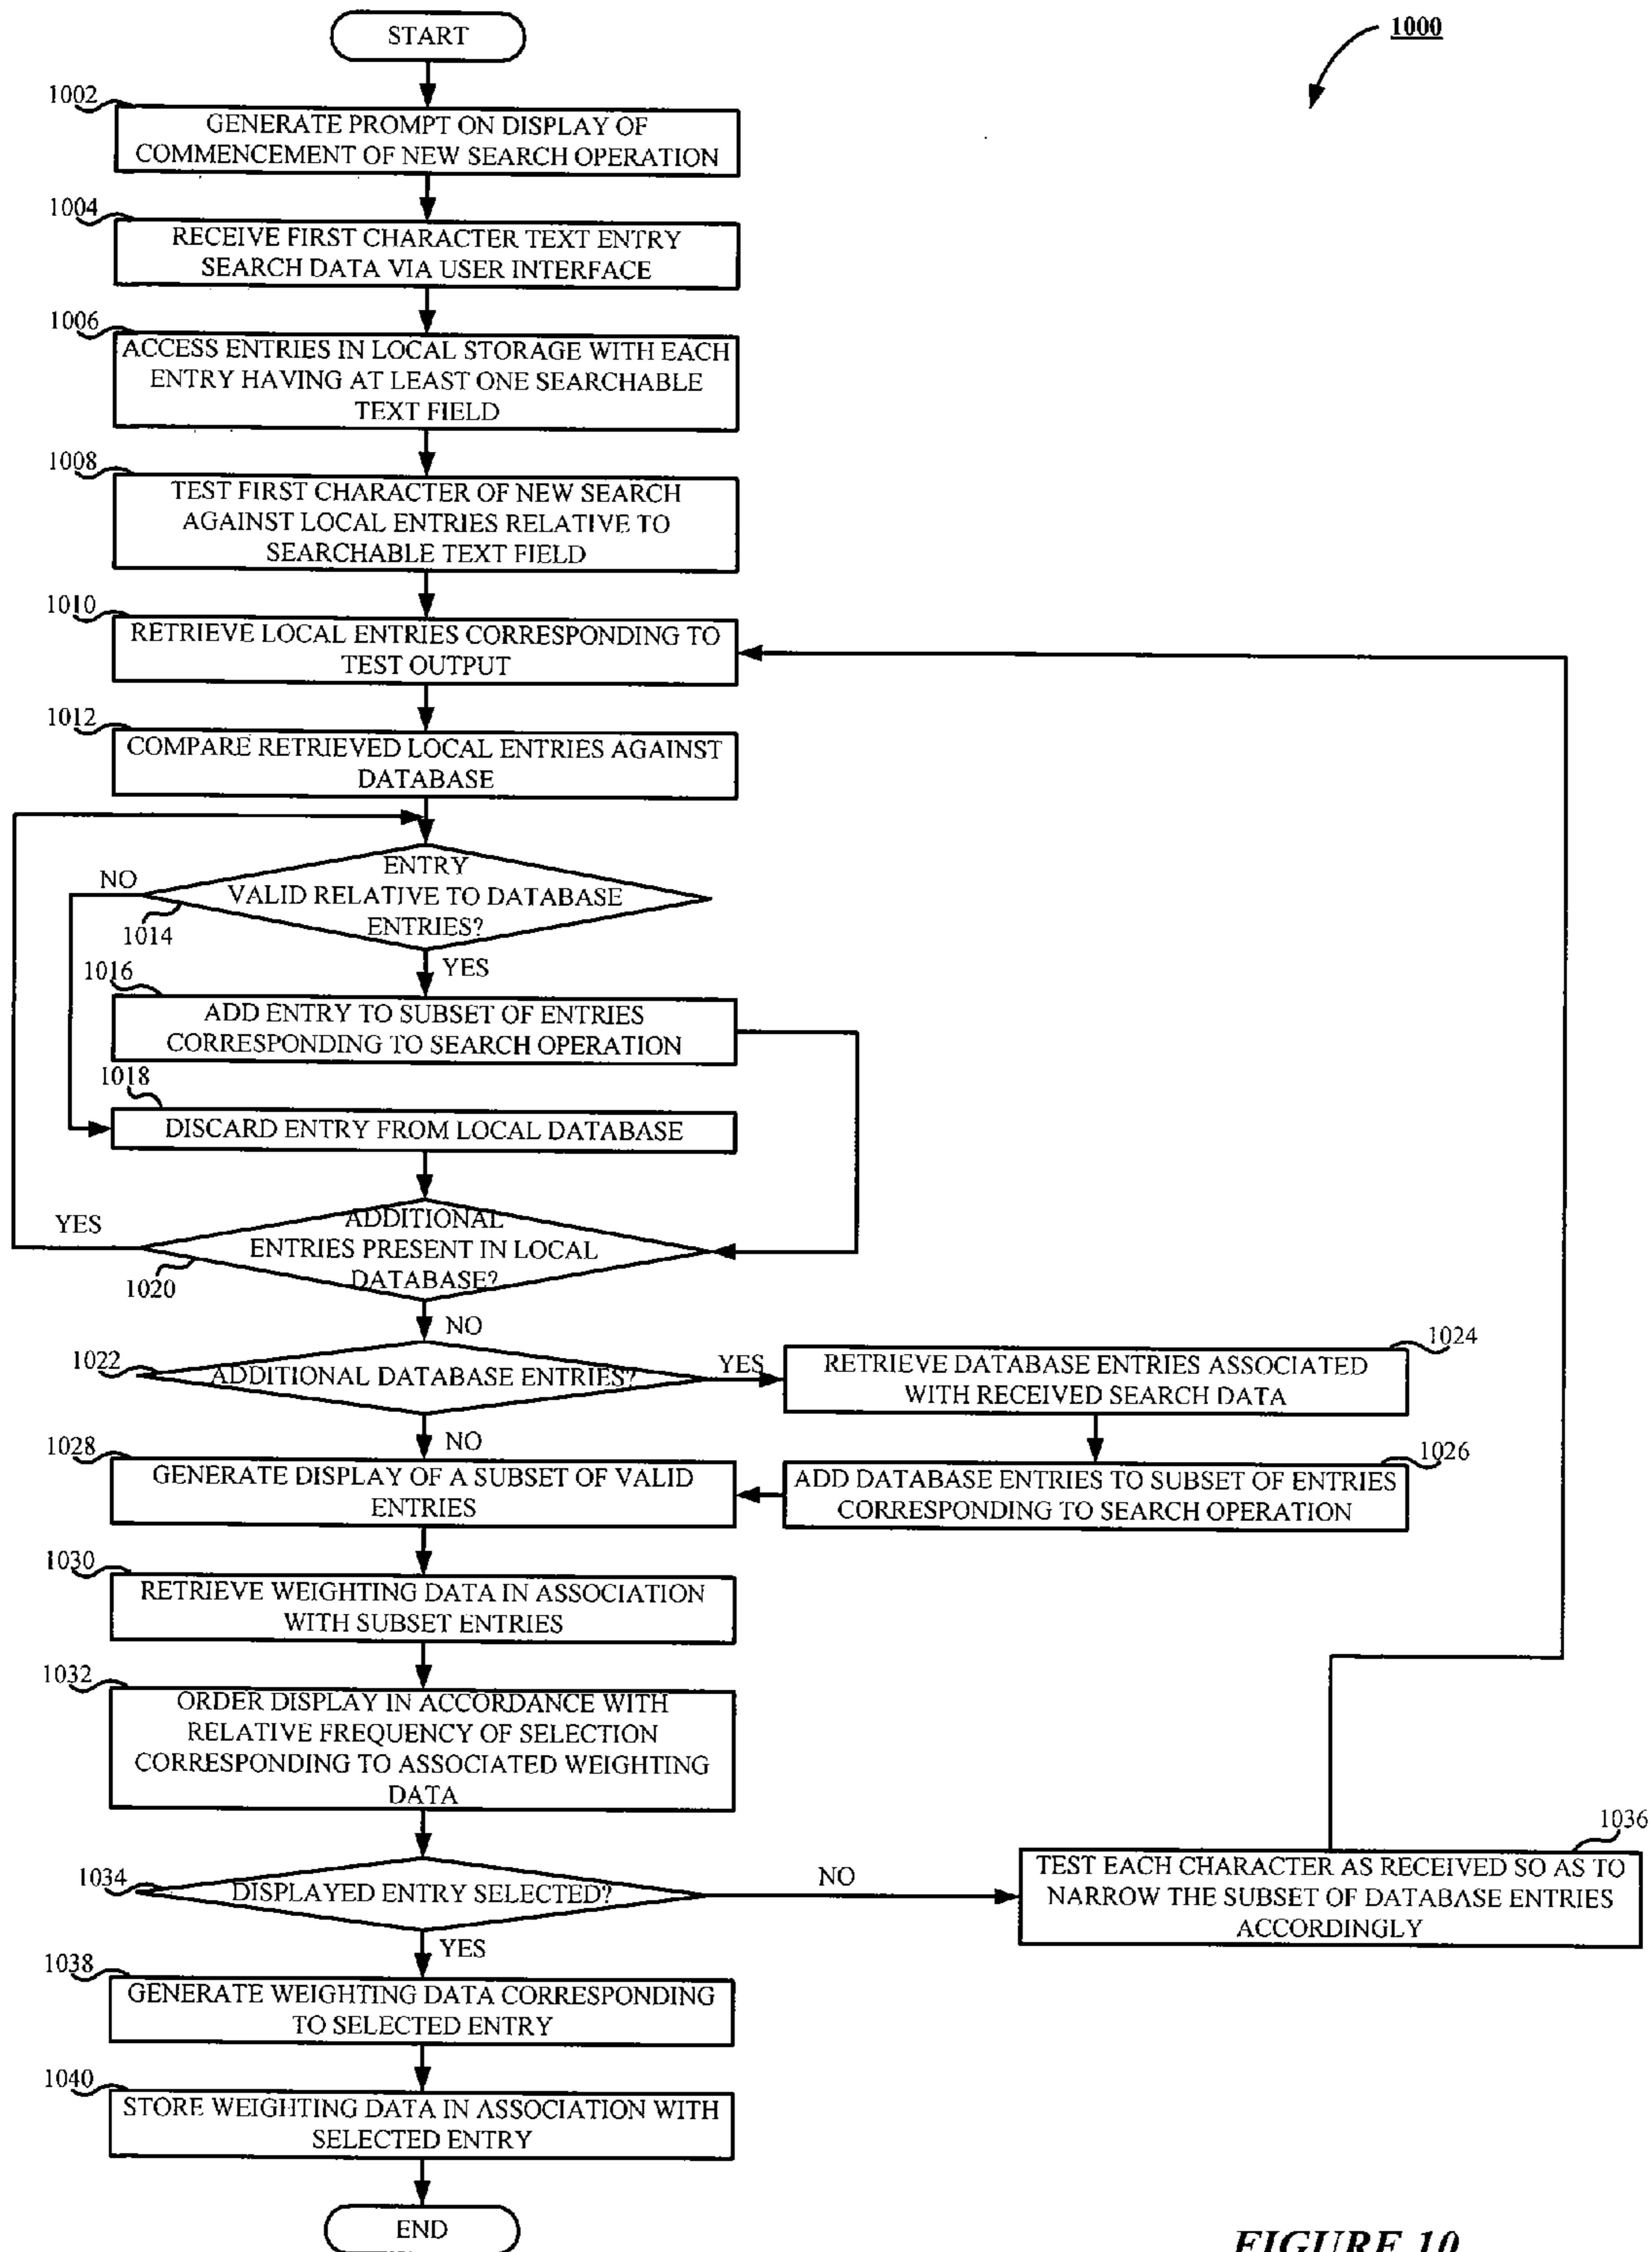 START
1000
1002
GENERATE PROMPT ON DISPLAY OF
COMMENCEMENT OF NEW SEARCH OPERATION
1004
RECEIVE FIRST CHARACTER TEXT ENTRY
SEARCH DATA VIA USER INTERFACE
1006
ACCESS ENTRIES IN LOCAL STORAGE WITH EACH
ENTRY HAVING AT LEAST ONE SEARCHABLE
TEXT FIELD
1008
TEST FIRST CHARACTER OF NEW SEARCH
AGAINST LOCAL ENTRIES RELATIVE TO
SEARCHABLE TEXT FIELD
1010
RETRIEVE LOCAL ENTRIES CORRESPONDING TO
TEST OUTPUT
1012
COMPARE RETRIEVED LOCAL ENTRIES AGAINST
DATABASE
NO
ENTRY
VALID RELATIVE TO DATABASE
ENTRIES?
1014
YES
1016
ADD ENTRY TO SUBSET OF ENTRIES
CORRESPONDING TO SEARCH OPERATION
1018
DISCARD ENTRY FROM LOCAL DATABASE
YES
ADDITIONAL
ENTRIES PRESENT IN LOCAL
DATABASE?
1020
NO
1022
ADDITIONAL DATABASE ENTRIES?
YES
1024
RETRIEVE DATABASE ENTRIES ASSOCIATED
WITH RECEIVED SEARCH DATA
NO
1026
ADD DATABASE ENTRIES TO SUBSET OF ENTRIES
CORRESPONDING TO SEARCH OPERATION
1028
GENERATE DISPLAY OF A SUBSET OF VALID
ENTRIES
1030
RETRIEVE WEIGHTING DATA IN ASSOCIATION
WITH SUBSET ENTRIES
1032
ORDER DISPLAY IN ACCORDANCE WITH
RELATIVE FREQUENCY OF SELECTION
CORRESPONDING TO ASSOCIATED WEIGHTING
DATA
1034
DISPLAYED ENTRY SELECTED?
NO
1036
TEST EACH CHARACTER AS RECEIVED SO AS TO
NARROW THE SUBSET OF DATABASE ENTRIES
ACCORDINGLY
YES
1038
GENERATE WEIGHTING DATA CORRESPONDING
TO SELECTED ENTRY
1040
STORE WEIGHTING DATA IN ASSOCIATION WITH
SELECTED ENTRY
END
FIGURE 10